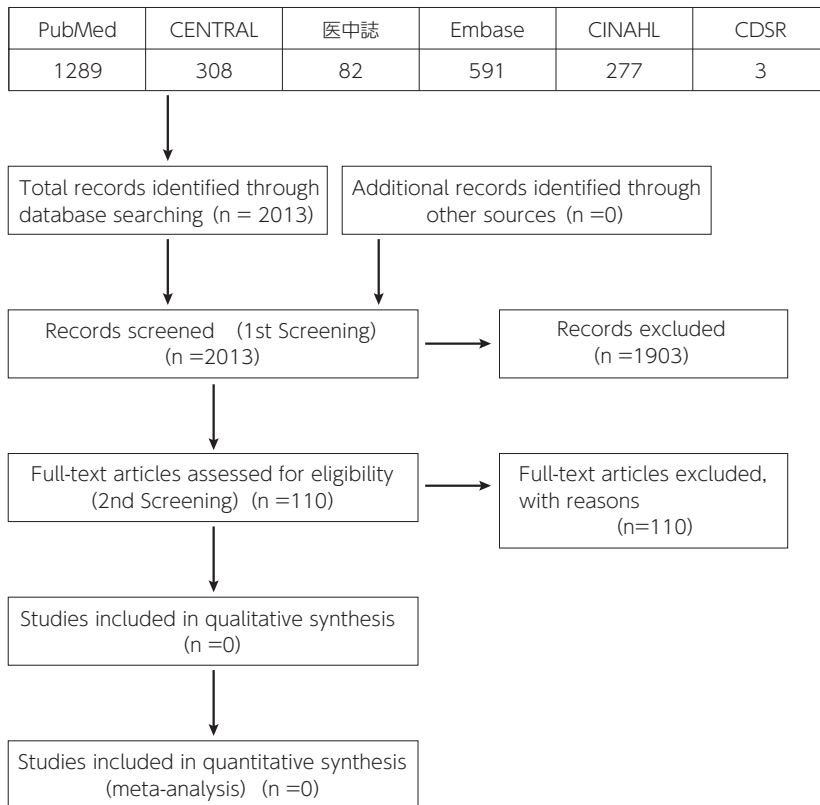 PubMed CENTRAL 医中誌 Embase CINAHL CDSR
1289 308 82 591 277 3
Total records identified through
database searching (n = 2013)
Additional records identified through
other sources (n =0)
Records screened (1st Screening)
(n =2013)
Records excluded
(n =1903)
Full-text articles assessed for eligibility
(2nd Screening) (n =110)
Full-text articles excluded,
with reasons
(n=110)
Studies included in qualitative synthesis
(n =0)
Studies included in quantitative synthesis
(meta-analysis) (n =0)